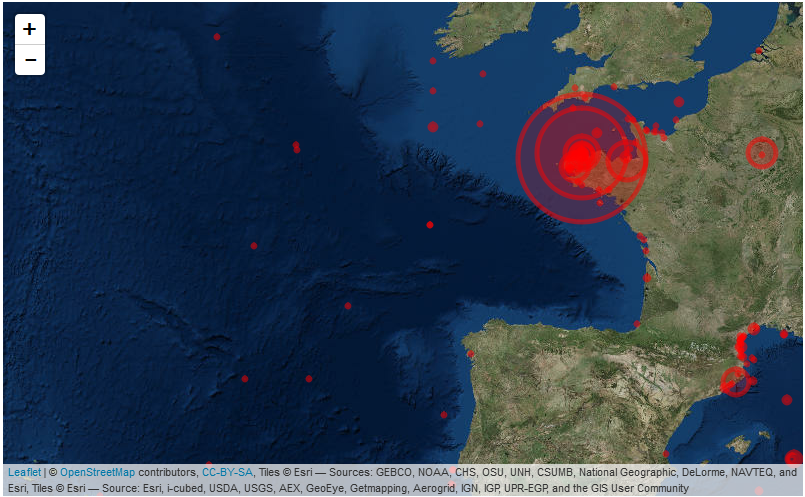 +
−
Leaflet | © OpenStreetMap contributors, CC-BY-SA, Tiles © Esri — Sources: GEBCO, NOAA, CHS, OSU, UNH, CSUMB, National Geographic, DeLorme, NAVTEQ, and
Esri, Tiles © Esri — Source: Esri, i-cubed, USDA, USGS, AEX, GeoEye, Getmapping, Aerogrid, IGN, IGP, UPR-EGP, and the GIS User Community